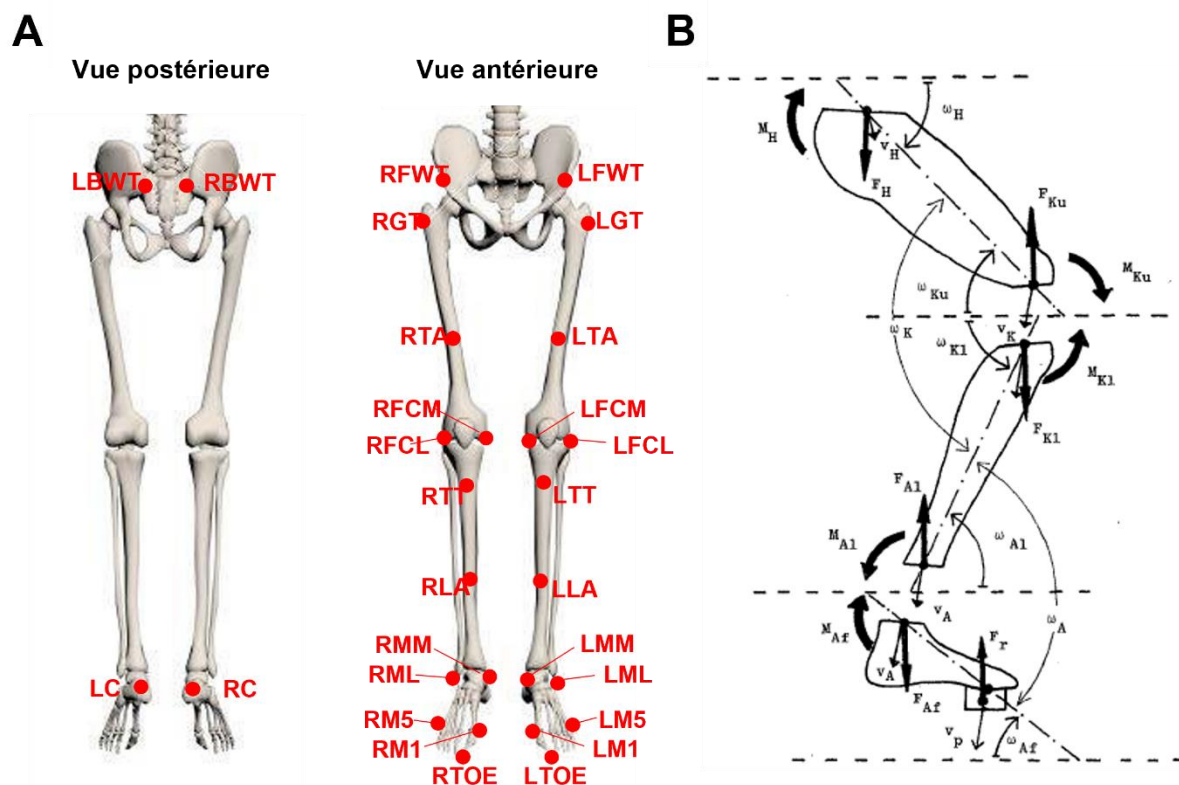 A
Vue postérieure
LBWT RBWT
LC RC
Vue antérieure
RFWT LFWT
RGT LGT
RTA LTA
RFCM LFCM
RFCL LFCL
RTT LTT
RLA LLA
RMM LMM
RML LML
RM5 LM5
RM1 LM1
RTOE LTOE
B
M_H
v_H
ω_H
F_H
F_Ku
M_Ku
ω_Ku
ω_K
v_K
ω_Kl
M_Kl
F_Kl
F_Al
M_Al
ω_Al
v_A
ω_A
M_Af
F_r
v_A
F_Af
v_p
ω_Af